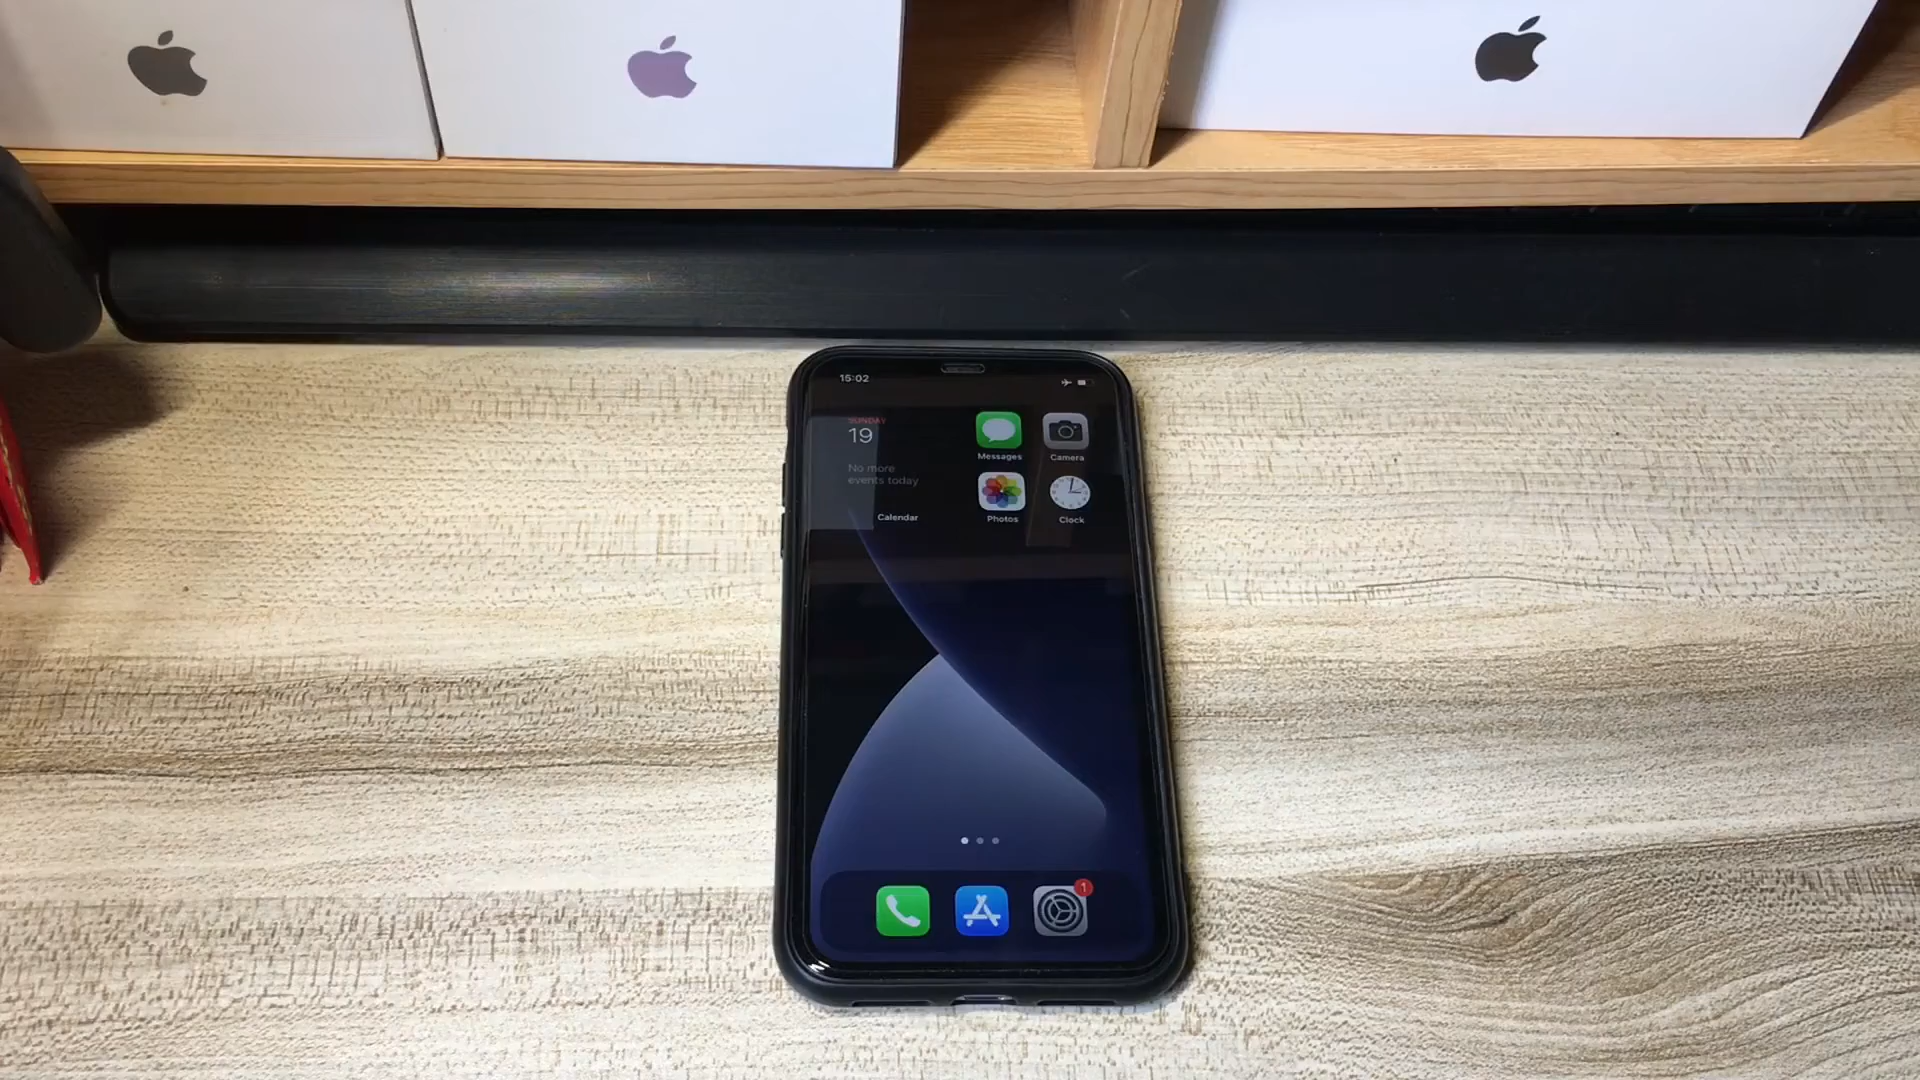 15:02
SUNDAY
19
No more
events today
Calendar
Messages
Camera
Photos
Clock
1